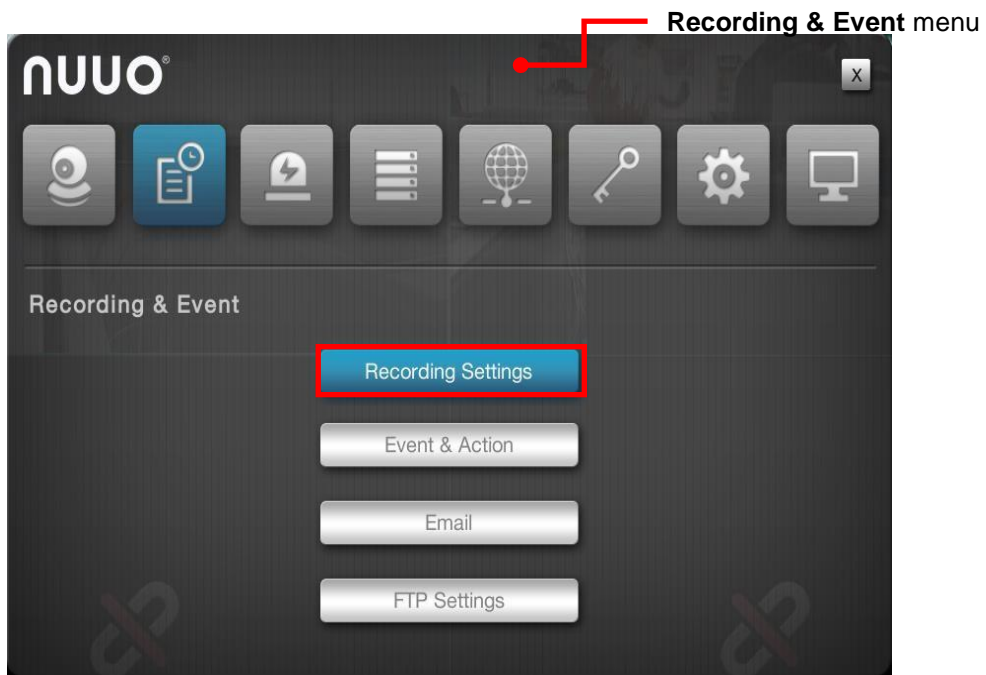 Recording & Event menu
nuuo®
X
Recording & Event
Recording Settings
Event & Action
Email
FTP Settings